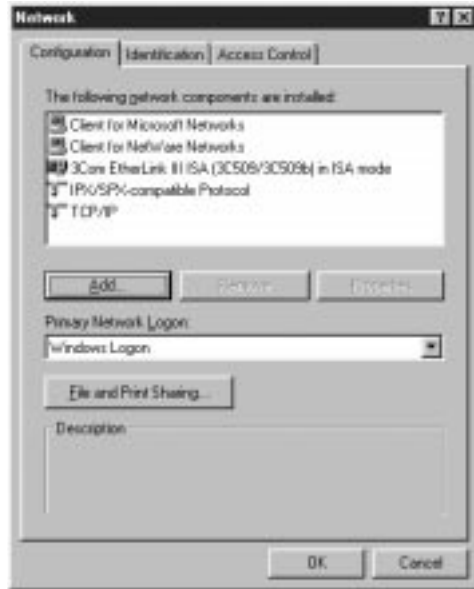 Network
Configuration Identification Access Control
The following network components are installed:
Client for Microsoft Networks
Client for NetWare Networks
3Com EtherLink III ISA (3C509/3C509b) in ISA mode
IPX/SPX-compatible Protocol
TCP/IP
Add... Remove Properties
Primary Network Logon:
Windows Logon
File and Print Sharing...
Description
OK Cancel